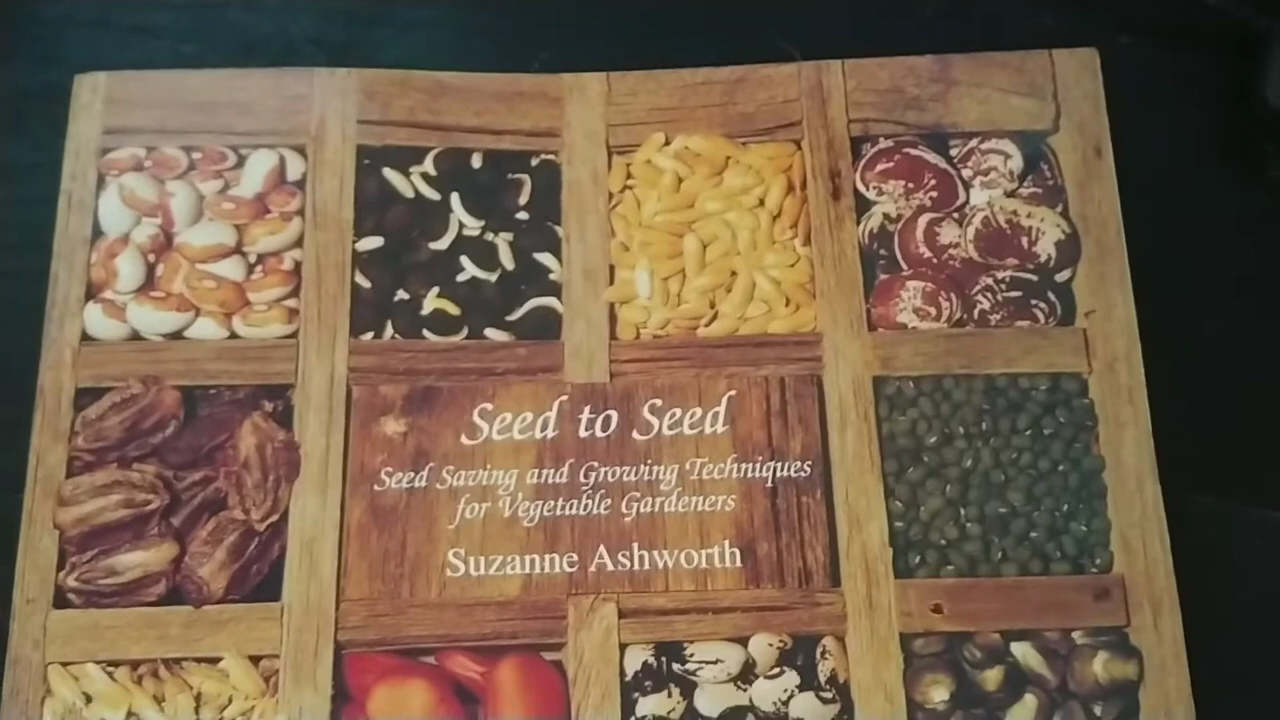 Seed to Seed
Seed Saving and Growing Techniques
for Vegetable Gardeners
Suzanne Ashworth